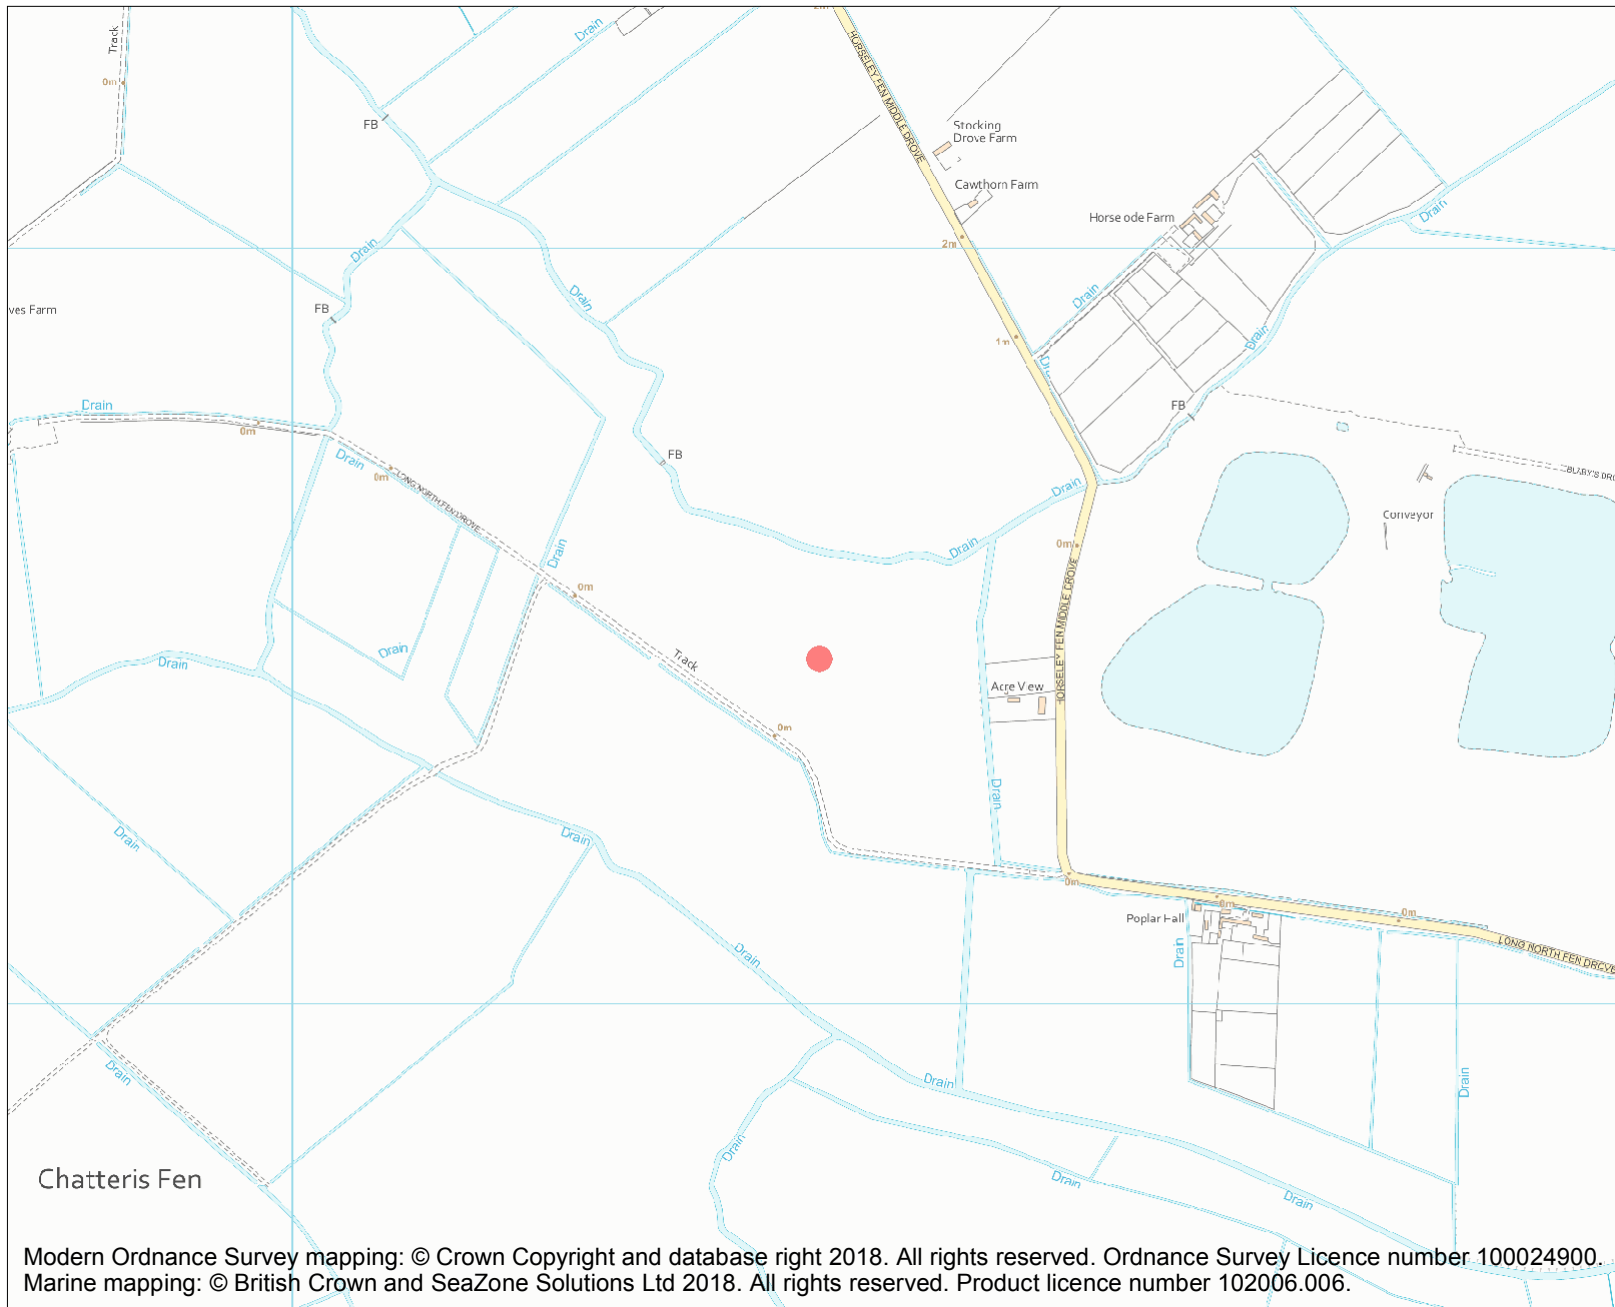 Track
0m
Drain
2m
HORSELEY FEN MIDDLE DROVE
FB
Stocking
Drove Farm
Cawthorn Farm
Horse ode Farm
Drain
2m
Drain
Drain
Drain
FB
ves Farm
Drain
1m
Drain
FB
Drain
0m
Drain
0m
LONG NORTH FEN DROVE
FB
Drain
Conveyor
Drain
Drain
0m
0m
HORSELEY FEN MIDDLE DROVE
Drain
Drain
Track
Acre View
0m
Drain
Drain
Drain
0m
0m
0m
Poplar Hall
LONG NORTH FEN DROVE
Drain
Drain
Drain
Drain
Drain
Drain
Drain
Drain
Chatteris Fen
Modern Ordnance Survey mapping: © Crown Copyright and database right 2018. All rights reserved. Ordnance Survey Licence number 100024900.
Marine mapping: © British Crown and SeaZone Solutions Ltd 2018. All rights reserved. Product licence number 102006.006.